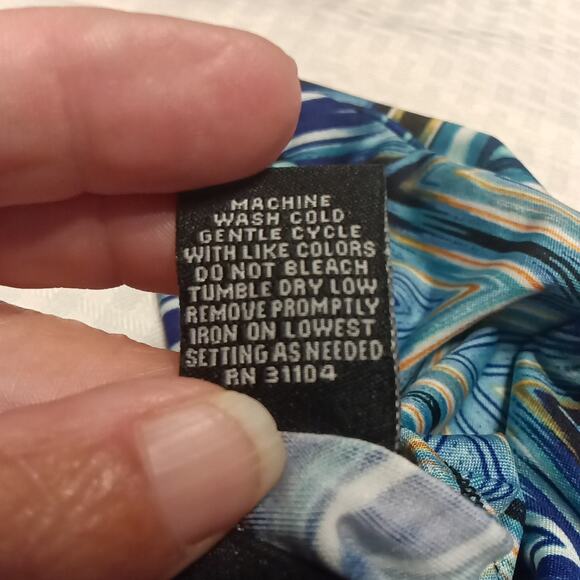 MACHINE
WASH COLD
GENTLE CYCLE
WITH LIKE COLORS
DO NOT BLEACH
TUMBLE DRY LOW
REMOVE PROMPTLY
IRON ON LOWEST
SETTING AS NEEDED
RN 31104